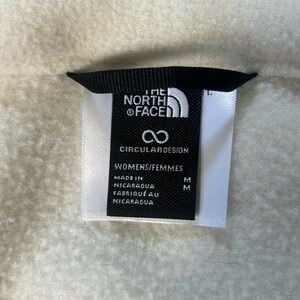 THE
NORTH
FACE
CIRCULARDESIGN
WOMENS/FEMMES
MADE IN M
NICARAGUA M
FABRIQUÉ AU
NICARAGUA